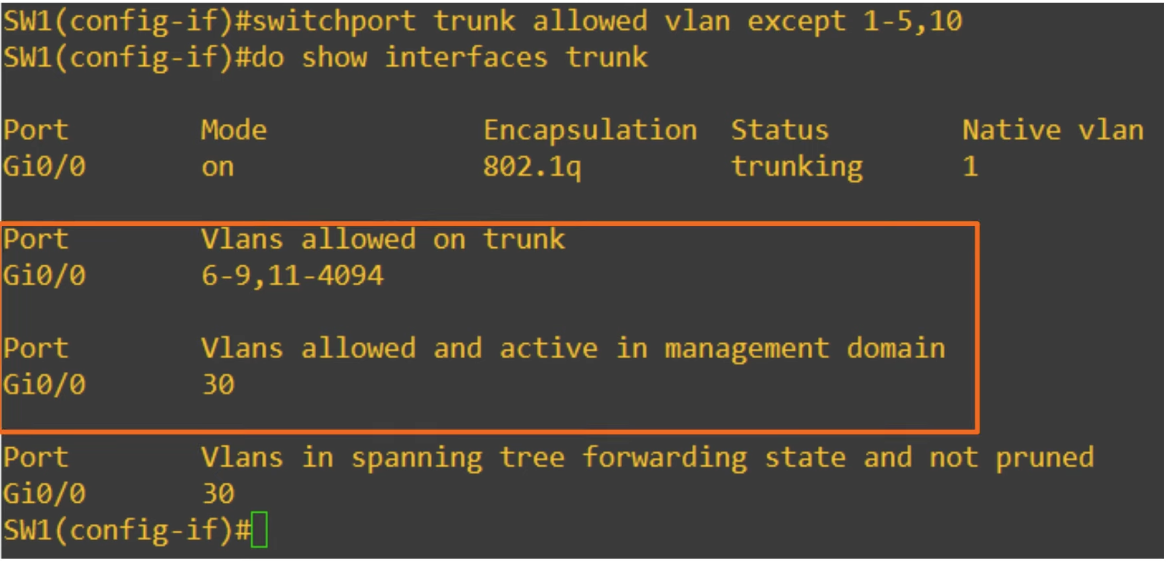 SW1(config-if)#switchport trunk allowed vlan except 1-5,10
SW1(config-if)#do show interfaces trunk
Port Mode Encapsulation Status Native vlan
Gi0/0 on 802.1q trunking 1
Port Vlans allowed on trunk
Gi0/0 6-9,11-4094
Port Vlans allowed and active in management domain
Gi0/0 30
Port Vlans in spanning tree forwarding state and not pruned
Gi0/0 30
SW1(config-if)#